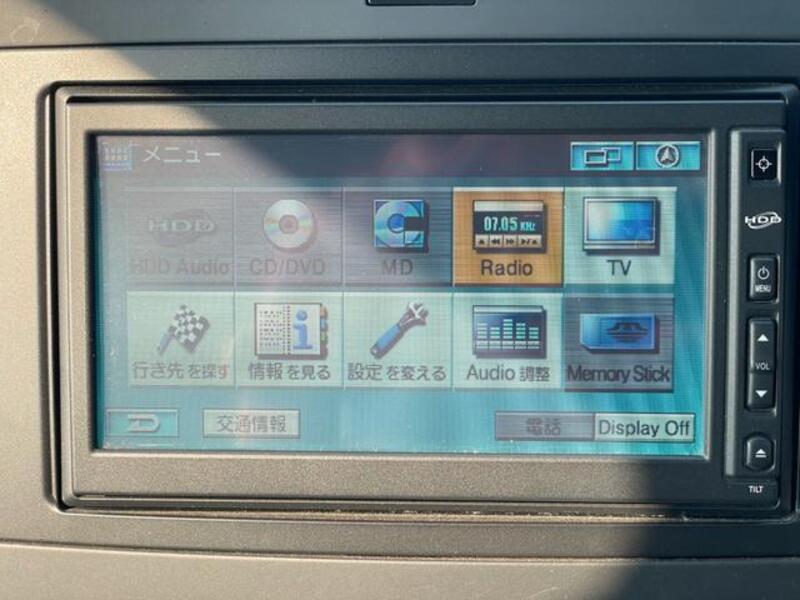 メニュー
HDD
HDD Audio
CD/DVD
MD
07.05 KHz
Radio
TV
行き先を探す
情報を見る
設定を変える
Audio 調整
Memory Stick
交通情報
電話
Display Off
HDD
MENU
VOL
TILT